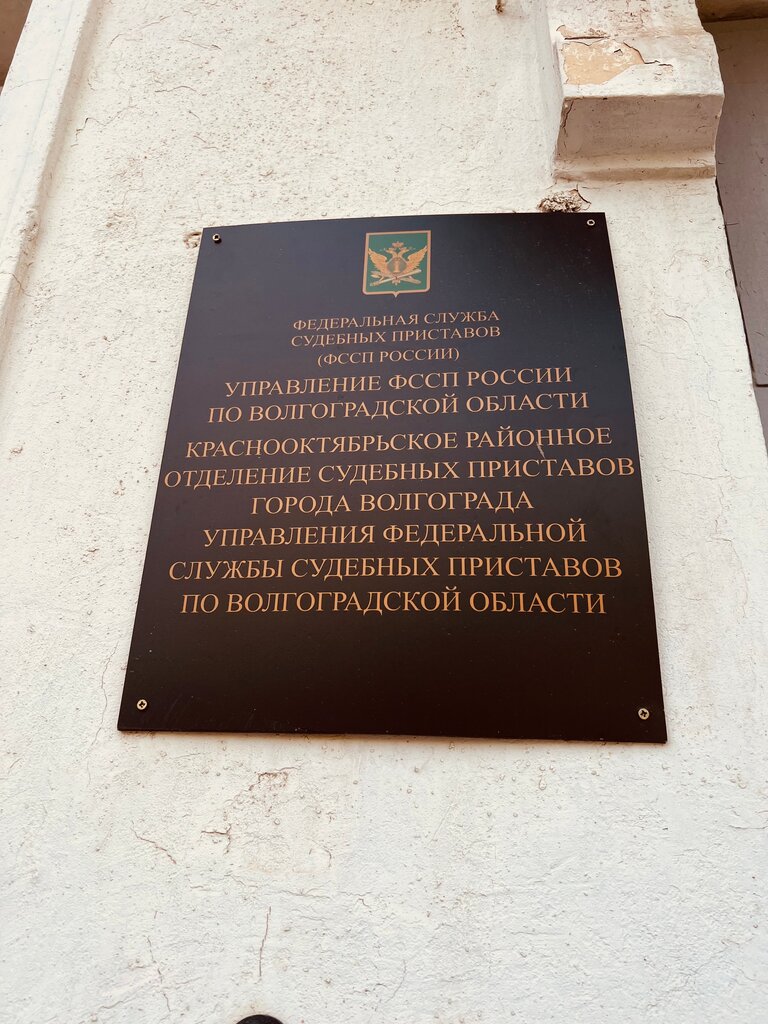 ФЕДЕРАЛЬНАЯ СЛУЖБА
СУДЕБНЫХ ПРИСТАВОВ
(ФССП РОССИИ)
УПРАВЛЕНИЕ ФССП РОССИИ
ПО ВОЛГОГРАДСКОЙ ОБЛАСТИ
КРАСНООКТЯБРЬСКОЕ РАЙОННОЕ
ОТДЕЛЕНИЕ СУДЕБНЫХ ПРИСТАВОВ
ГОРОДА ВОЛГОГРАДА
УПРАВЛЕНИЯ ФЕДЕРАЛЬНОЙ
СЛУЖБЫ СУДЕБНЫХ ПРИСТАВОВ
ПО ВОЛГОГРАДСКОЙ ОБЛАСТИ